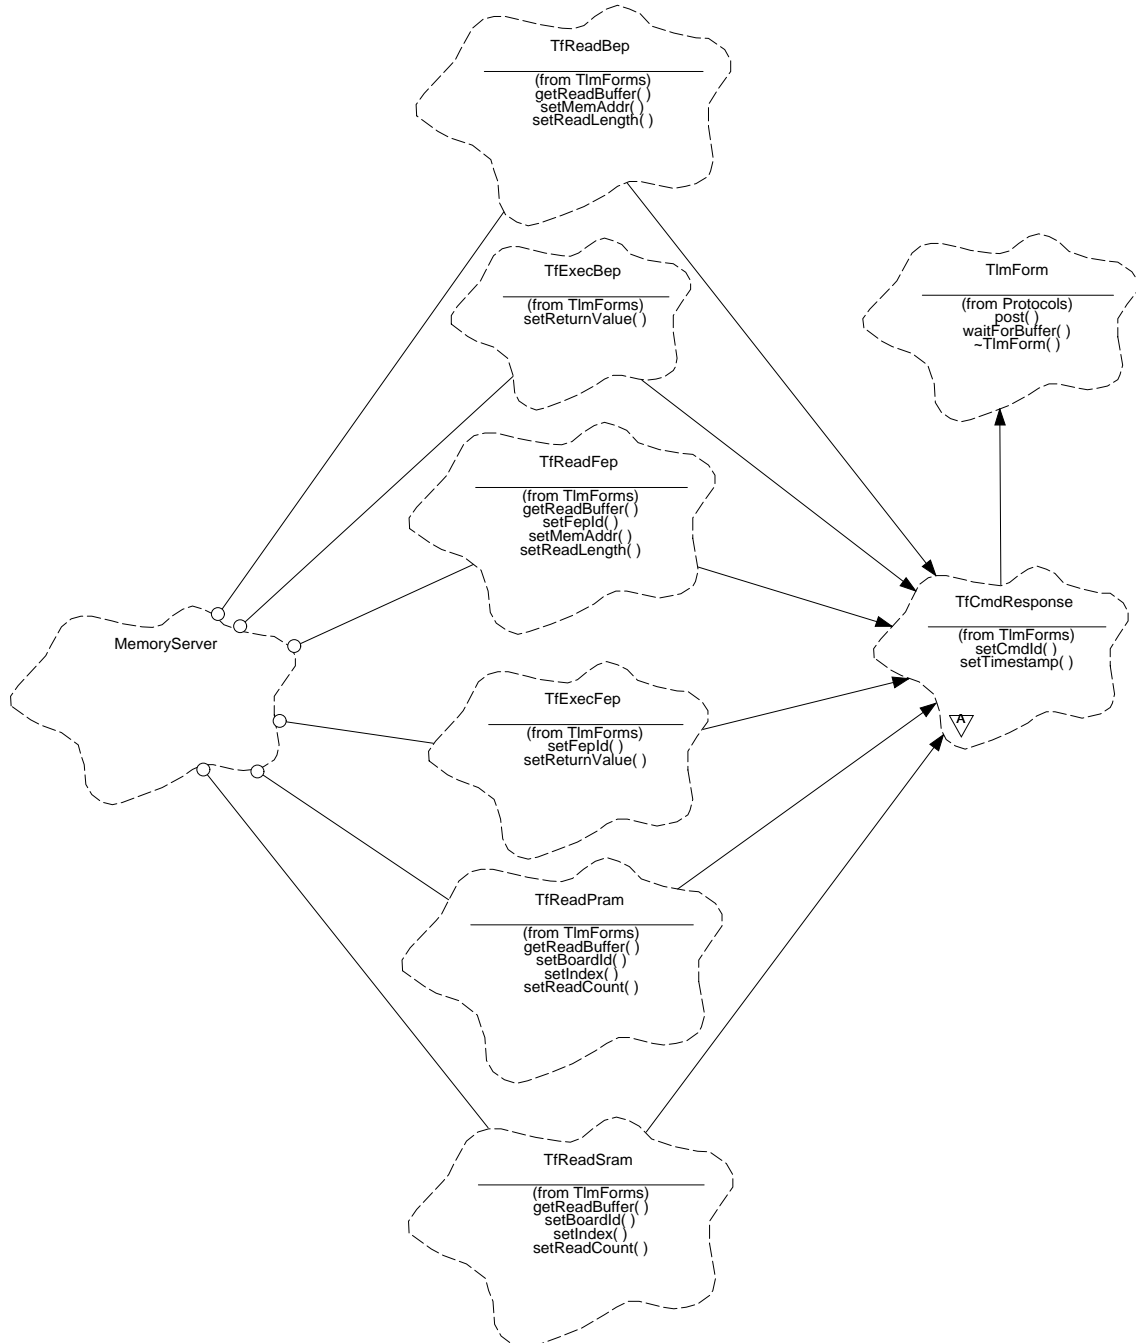 TfReadBep
(from TlmForms)
getReadBuffer( )
setMemAddr( )
setReadLength( )
TfExecBep
(from TlmForms)
setReturnValue( )
TlmForm
(from Protocols)
post( )
waitForBuffer( )
~TlmForm( )
TfReadFep
(from TlmForms)
getReadBuffer( )
setFepId( )
setMemAddr( )
setReadLength( )
TfCmdResponse
(from TlmForms)
setCmdId( )
setTimestamp( )
A
MemoryServer
TfExecFep
(from TlmForms)
setFepId( )
setReturnValue( )
TfReadPram
(from TlmForms)
getReadBuffer( )
setBoardId( )
setIndex( )
setReadCount( )
TfReadSram
(from TlmForms)
getReadBuffer( )
setBoardId( )
setIndex( )
setReadCount( )